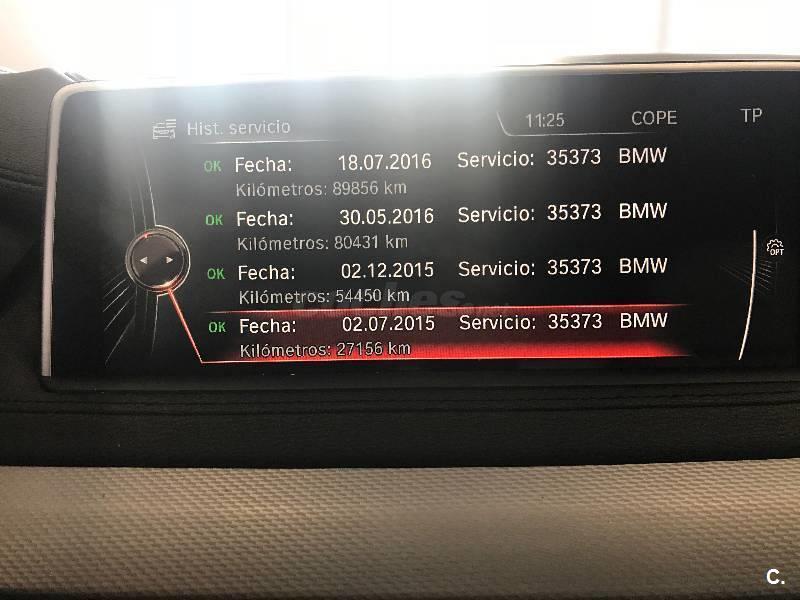 Hist. servicio 11:25 COPE TP
OK Fecha: 18.07.2016 Servicio: 35373 BMW
Kilómetros: 89856 km
OK Fecha: 30.05.2016 Servicio: 35373 BMW
Kilómetros: 80431 km
OK Fecha: 02.12.2015 Servicio: 35373 BMW
Kilómetros: 54450 km
OK Fecha: 02.07.2015 Servicio: 35373 BMW
Kilómetros: 27156 km
OPT
C.